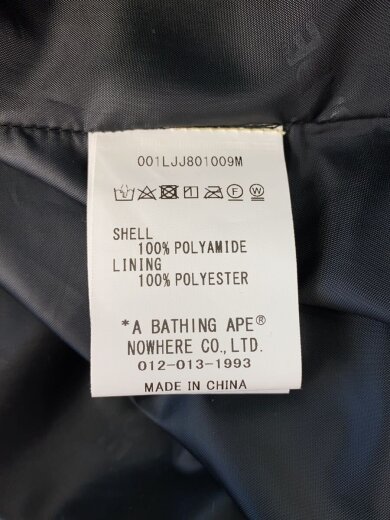 001LJJ801009M
F W
SHELL
100% POLYAMIDE
LINING
100% POLYESTER
*A BATHING APE®
NOWHERE CO., LTD.
012-013-1993
MADE IN CHINA